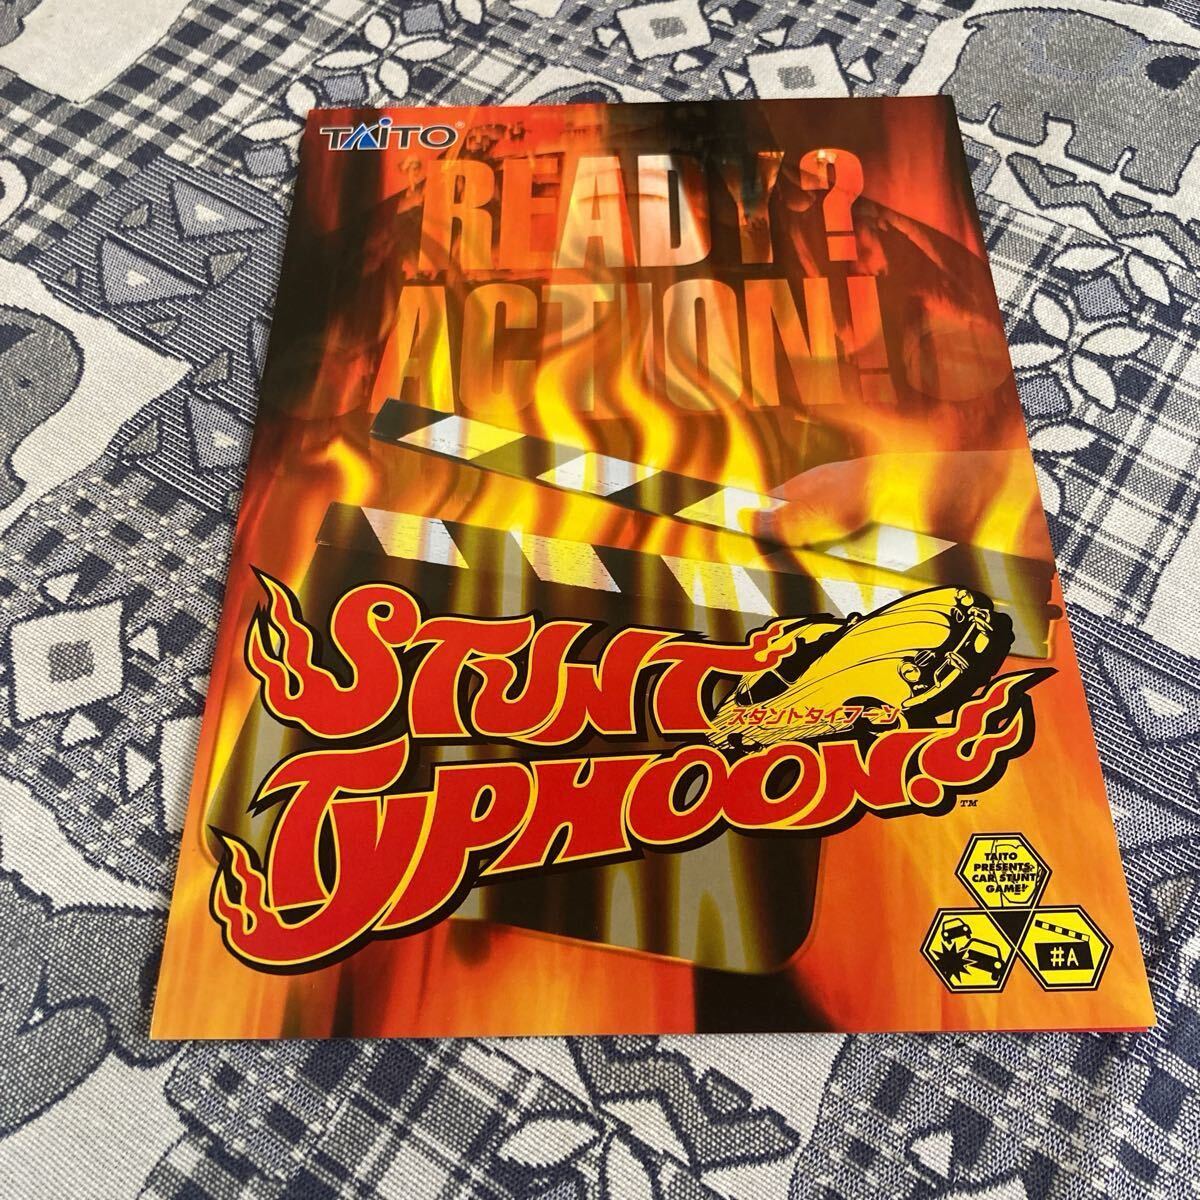 TAITO®
READY?
ACTION!
STUNT
スタントタイフーン
TYPHOON!
™
TAITO
PRESENTS
CAR STUNT
GAME!
#A